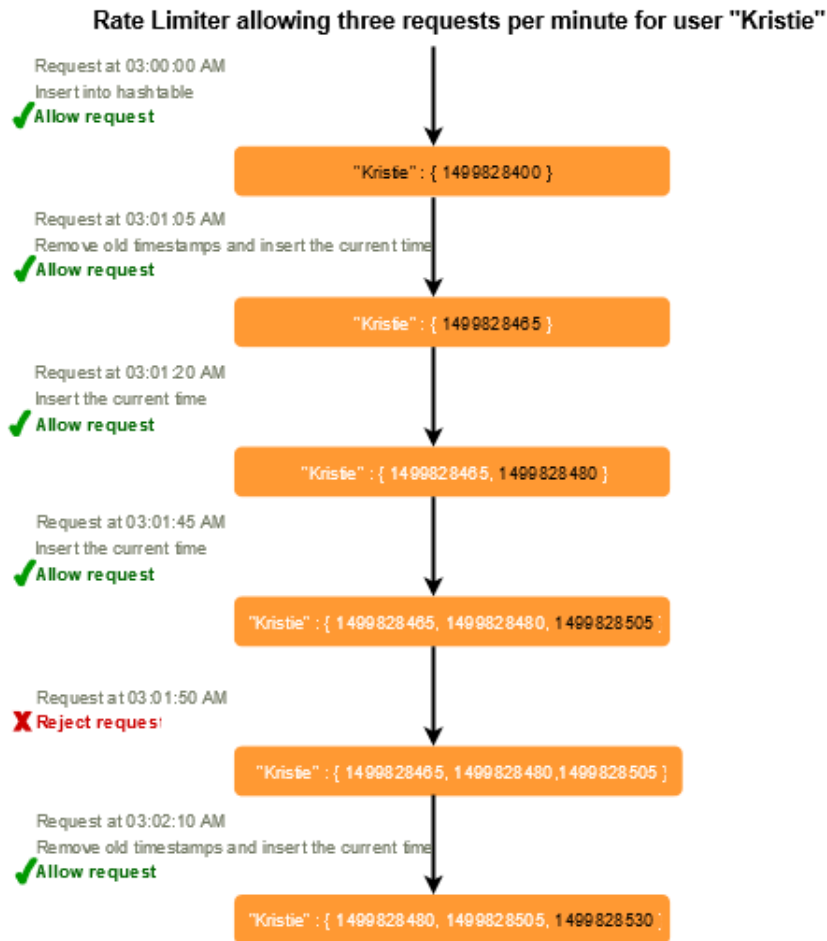 Rate Limiter allowing three requests per minute for user "Kristie"
Request at 03:00:00 AM
Insert into hashtable
Allow request
"Kristie" : { 1499828400 }
Request at 03:01:05 AM
Remove old timestamps and insert the current time
Allow request
"Kristie" : { 1499828465 }
Request at 03:01:20 AM
Insert the current time
Allow request
"Kristie" : { 1499828465, 1499828480 }
Request at 03:01:45 AM
Insert the current time
Allow request
"Kristie" : { 1499828465, 1499828480, 1499828505 }
Request at 03:01:50 AM
X Reject request
"Kristie" : { 1499828465, 1499828480,1499828505 }
Request at 03:02:10 AM
Remove old timestamps and insert the current time
Allow request
"Kristie" : { 1499828480, 1499828505, 1499828530 }